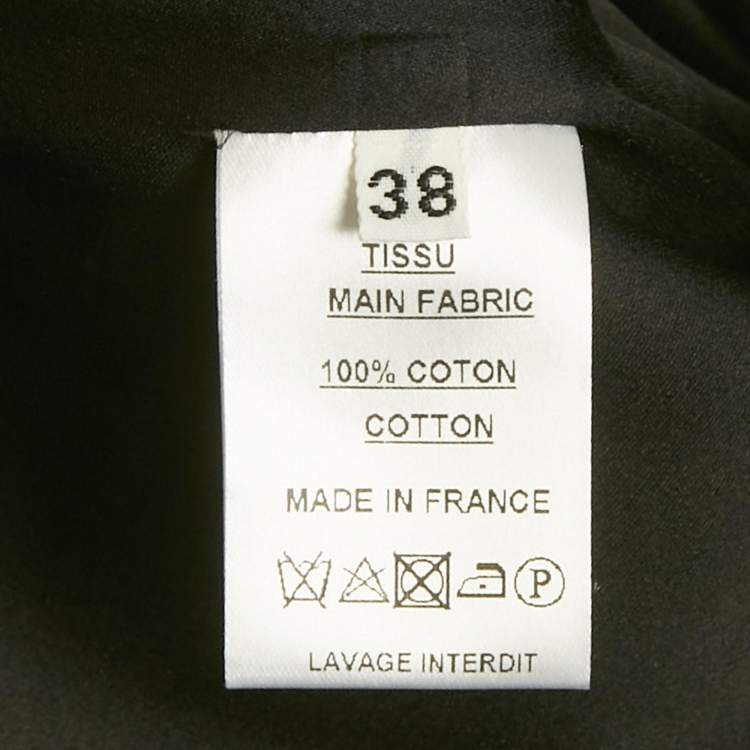 38
TISSU
MAIN FABRIC
100% COTON
COTTON
MADE IN FRANCE
P
LAVAGE INTERDIT